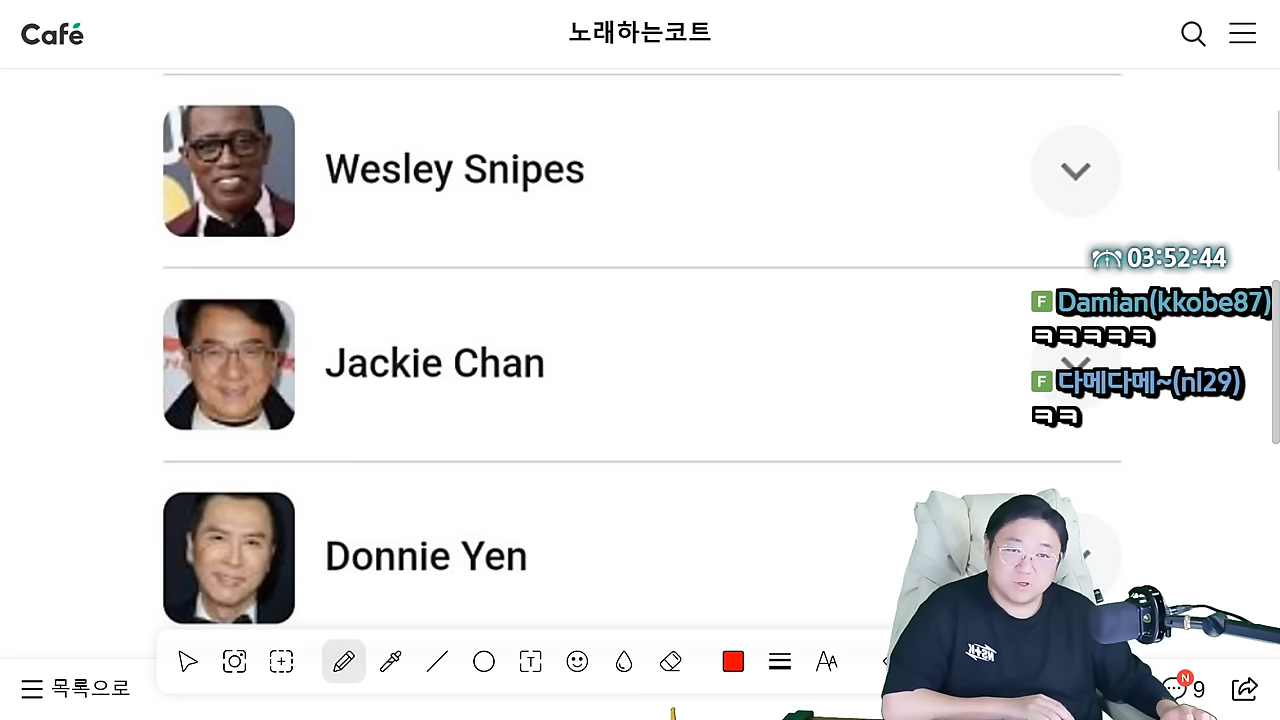 Café
노래하는코트
Wesley Snipes
03:52:44
F Damian(kkobe87)
ㅋㅋㅋㅋㅋ
Jackie Chan
F 다메다메~(nl29)
ㅋㅋ
Donnie Yen
T
AA
목록으로
N
9